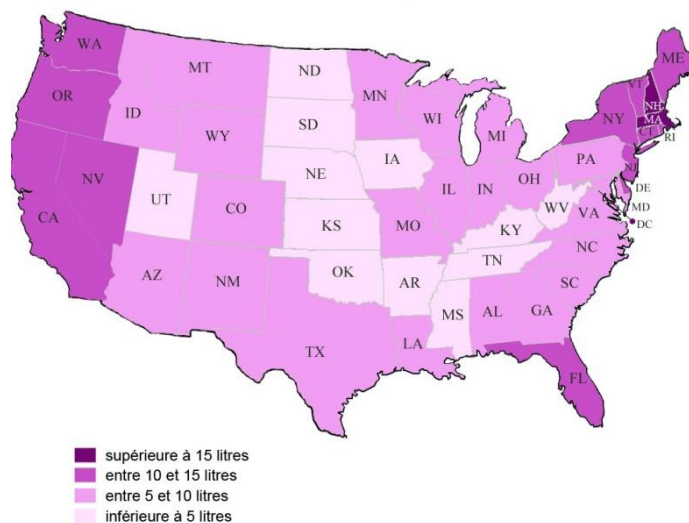 WA
MT
ND
MN
ME
VT
NH
OR
ID
SD
WI
MI
NY
MA
CT
RI
WY
IA
PA
NJ
NE
NV
UT
CO
IL
IN
OH
DE
MD
DC
WV
VA
CA
KS
MO
KY
NC
TN
AZ
NM
OK
AR
SC
MS
AL
GA
TX
LA
FL
supérieure à 15 litres
entre 10 et 15 litres
entre 5 et 10 litres
inférieure à 5 litres